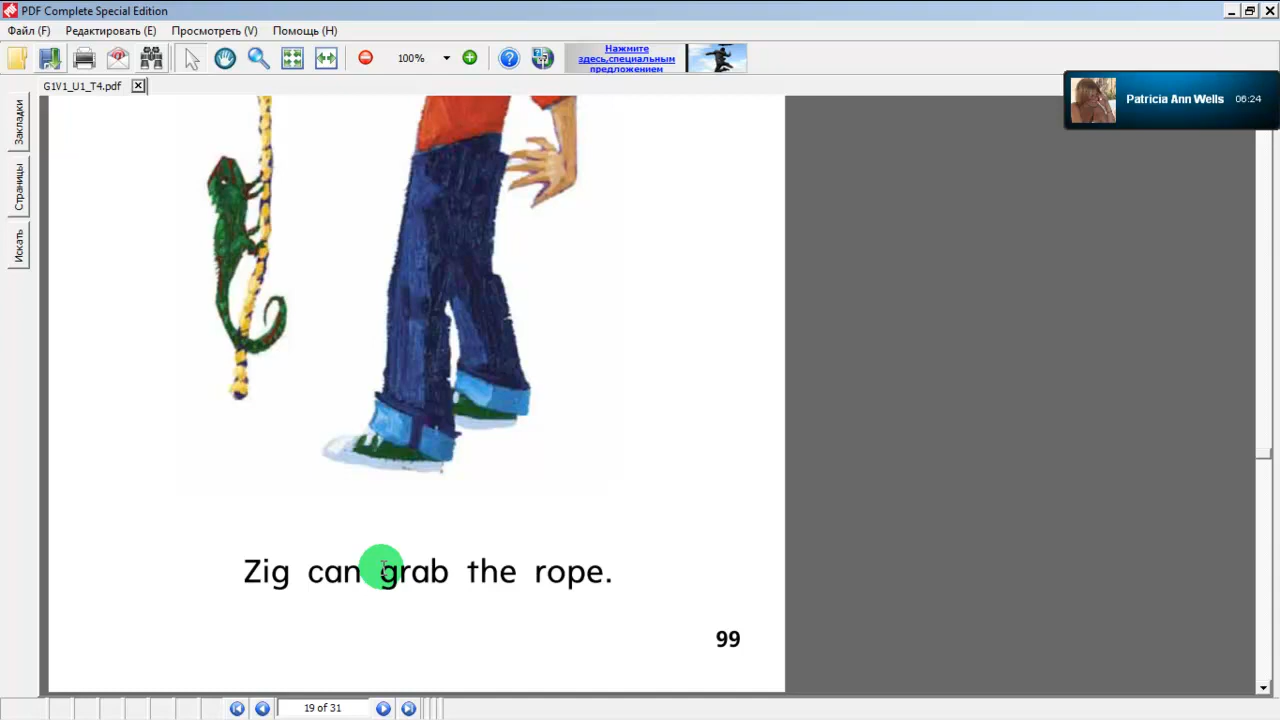 PDF Complete Special Edition
Файл (F) Редактировать (E) Просмотреть (V) Помощь (H)
100%
Нажмите
здесь,специальным
предложением
G1V1_U1_T4.pdf
Patricia Ann Wells 06:24
Закладки
Страницы
Искать
Zig can grab the rope.
99
19 of 31